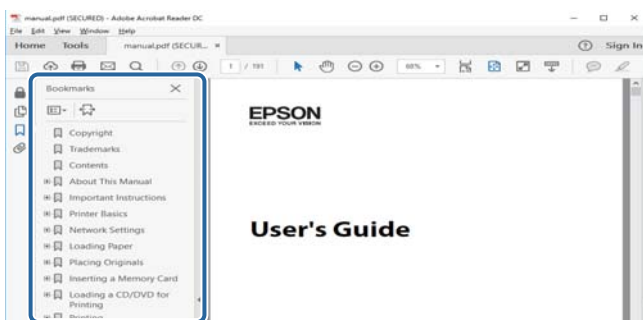 manual.pdf (SECURED) - Adobe Acrobat Reader DC
File Edit View Window Help
Home Tools manual.pdf (SECUR... × Sign In
1 / 191 88%
Bookmarks
Copyright
Trademarks
Contents
About This Manual
Important Instructions
Printer Basics
Network Settings
Loading Paper
Placing Originals
Inserting a Memory Card
Loading a CD/DVD for
Printing
Printing
EPSON
EXCEED YOUR VISION
User's Guide